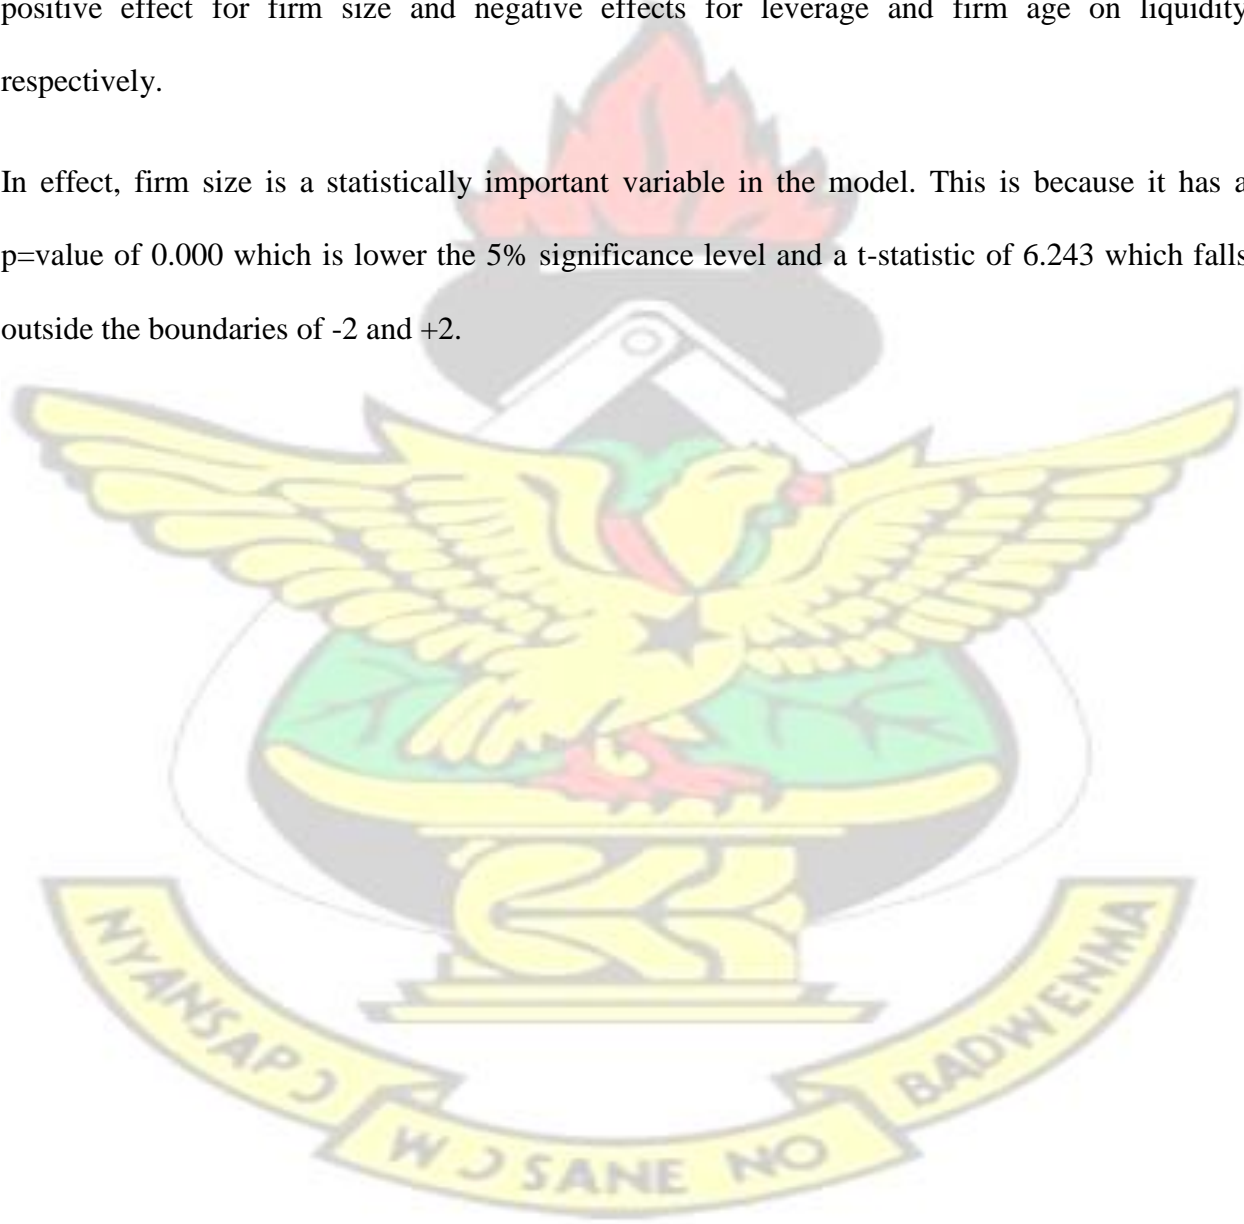 positive effect for firm size and negative effects for leverage and firm age on liquidity
respectively.
In effect, firm size is a statistically important variable in the model. This is because it has a
p=value of 0.000 which is lower the 5% significance level and a t-statistic of 6.243 which falls
outside the boundaries of -2 and +2.
NYANSAPƆ
WƆSANE NO
BADWENMA